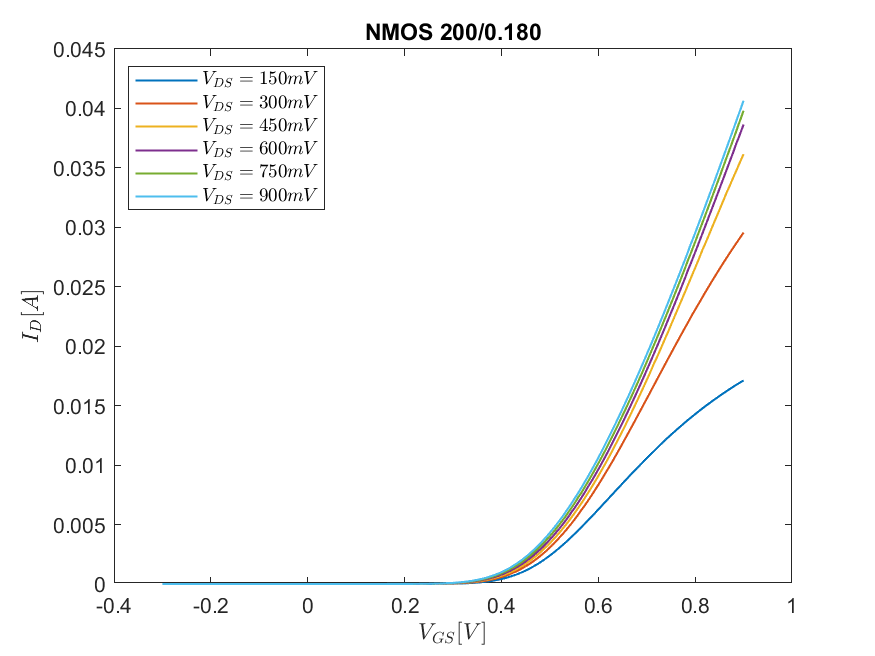 NMOS 200/0.180
0.045
0.04
0.035
0.03
0.025
0.02
0.015
0.01
0.005
0
V_DS = 150mV
V_DS = 300mV
V_DS = 450mV
V_DS = 600mV
V_DS = 750mV
V_DS = 900mV
I_D[A]
-0.4 -0.2 0 0.2 0.4 0.6 0.8 1
V_GS[V]